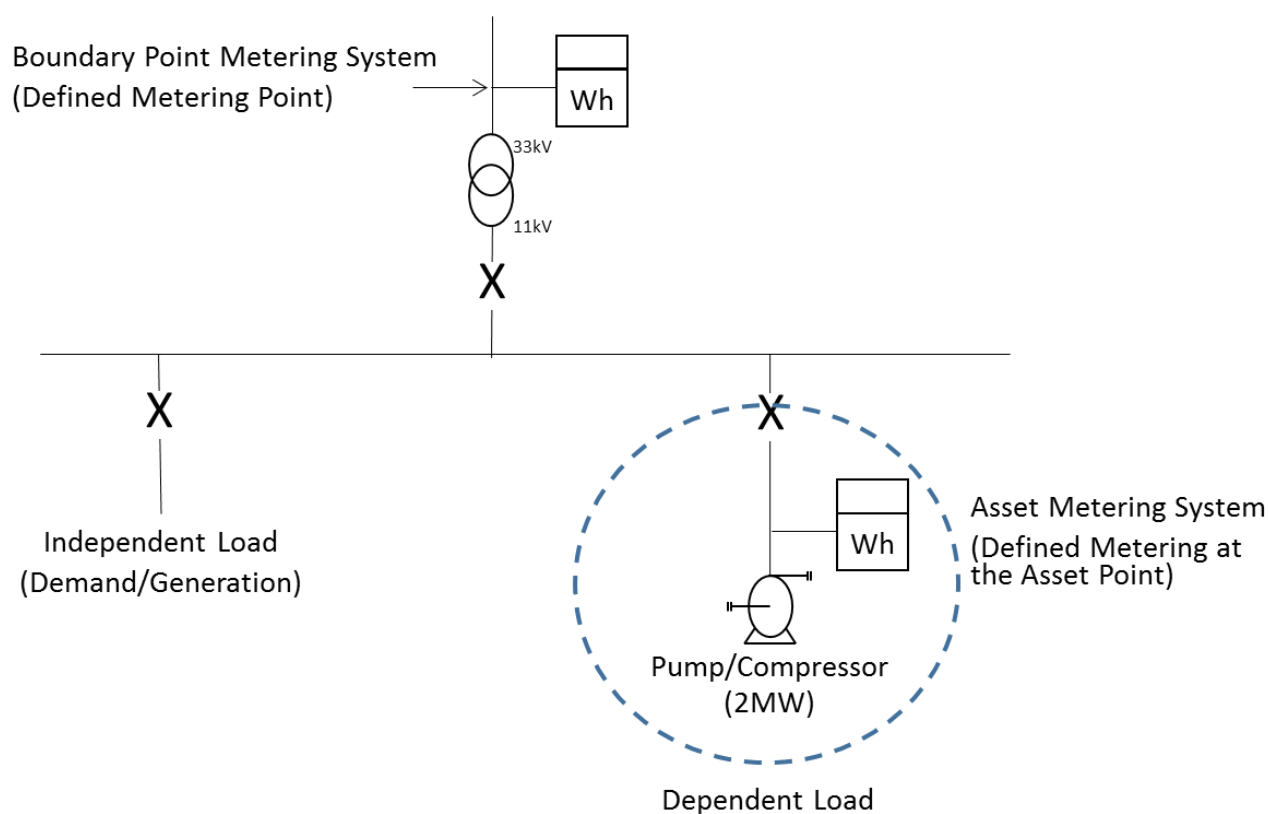 Boundary Point Metering System
(Defined Metering Point)
Wh
33kV
11kV
X
X
X
Independent Load
(Demand/Generation)
Wh
Asset Metering System
(Defined Metering at
the Asset Point)
Pump/Compressor
(2MW)
Dependent Load